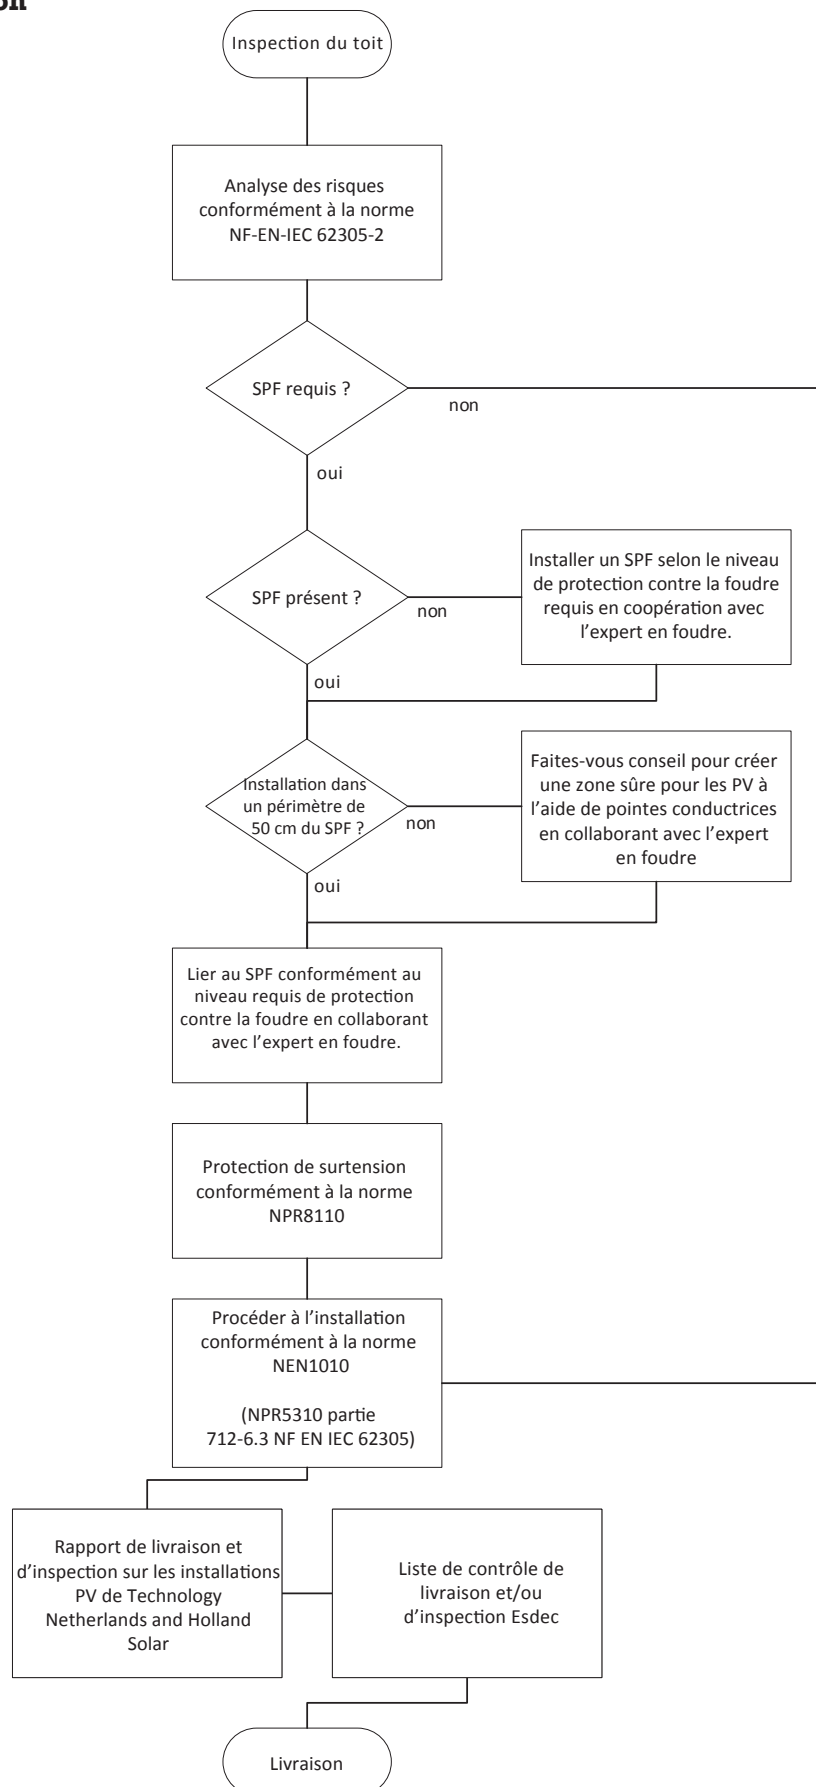 Inspection du toit
Analyse des risques
conformément à la norme
NF-EN-IEC 62305-2
SPF requis ?
non
oui
SPF présent ?
non
Installer un SPF selon le niveau
de protection contre la foudre
requis en coopération avec
l'expert en foudre.
oui
Installation dans
un périmètre de
50 cm du SPF ?
non
Faites-vous conseil pour créer
une zone sûre pour les PV à
l'aide de pointes conductrices
en collaborant avec l'expert
en foudre
oui
Lier au SPF conformément au
niveau requis de protection
contre la foudre en collaborant
avec l'expert en foudre.
Protection de surtension
conformément à la norme
NPR8110
Procéder à l'installation
conformément à la norme
NEN1010
(NPR5310 partie
712-6.3 NF EN IEC 62305)
Rapport de livraison et
d'inspection sur les installations
PV de Technology
Netherlands and Holland
Solar
Liste de contrôle de
livraison et/ou
d'inspection Esdec
Livraison